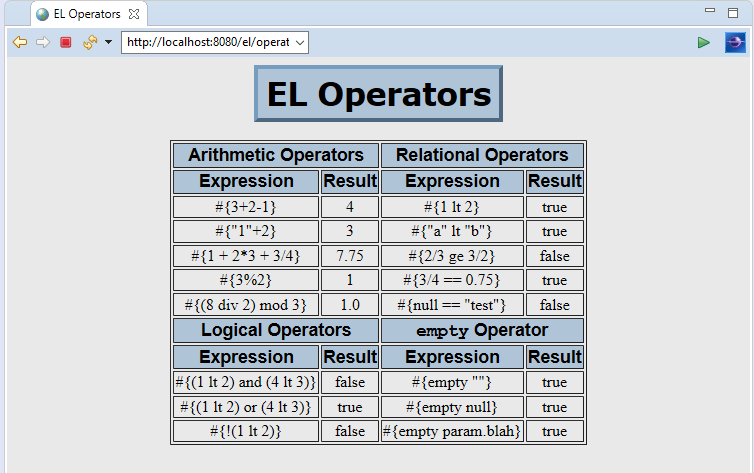 EL Operators
http://localhost:8080/el/operat
EL Operators
Arithmetic Operators Relational Operators
Expression Result Expression Result
#{3+2-1} 4 #{1 lt 2} true
#{"1"+2} 3 #{"a" lt "b"} true
#{1 + 2*3 + 3/4} 7.75 #{2/3 ge 3/2} false
#{3%2} 1 #{3/4 == 0.75} true
#{(8 div 2) mod 3} 1.0 #{null == "test"} false
Logical Operators empty Operator
Expression Result Expression Result
#{(1 lt 2) and (4 lt 3)} false #{empty ""} true
#{(1 lt 2) or (4 lt 3)} true #{empty null} true
#{!(1 lt 2)} false #{empty param.blah} true